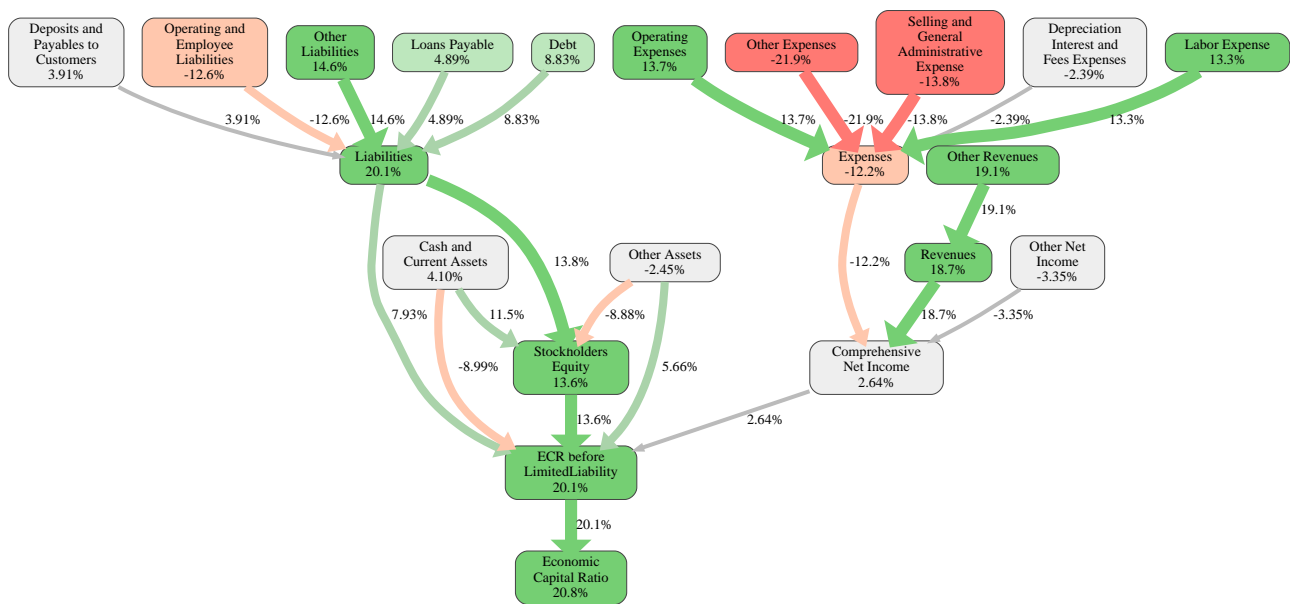 Deposits and
Payables to
Customers
3.91%
Operating and
Employee
Liabilities
-12.6%
Other
Liabilities
14.6%
Loans Payable
4.89%
Debt
8.83%
Operating
Expenses
13.7%
Other Expenses
-21.9%
Selling and
General
Administrative
Expense
-13.8%
Depreciation
Interest and
Fees Expenses
-2.39%
Labor Expense
13.3%
3.91%
-12.6%
14.6%
4.89%
8.83%
13.7%
-21.9%
-13.8%
-2.39%
13.3%
Liabilities
20.1%
Expenses
-12.2%
Other Revenues
19.1%
19.1%
Cash and
Current Assets
4.10%
13.8%
Other Assets
-2.45%
-12.2%
Revenues
18.7%
Other Net
Income
-3.35%
7.93%
11.5%
-8.88%
18.7%
-3.35%
-8.99%
Stockholders
Equity
13.6%
5.66%
Comprehensive
Net Income
2.64%
13.6%
2.64%
ECR before
LimitedLiability
20.1%
20.1%
Economic
Capital Ratio
20.8%